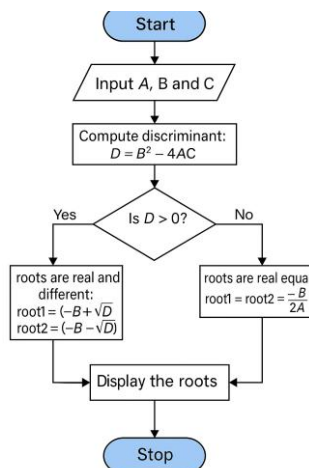 Start
Input A, B and C
Compute discriminant:
D = B² − 4AC
Is D > 0?
Yes
No
roots are real and
different:
root1 = (−B + √D
root2 = (−B − √D)
roots are real equa
root1 = root2 = −B/2A
Display the roots
Stop